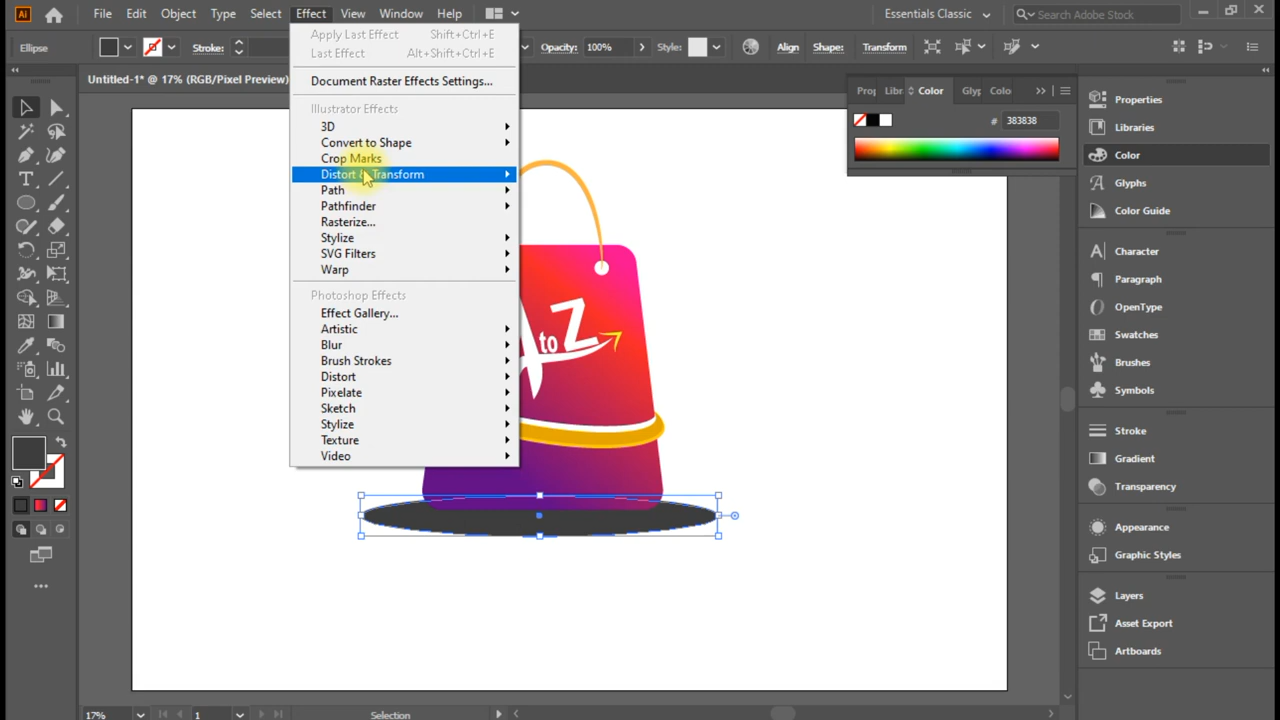 Ai File Edit Object Type Select Effect View Window Help Essentials Classic Search Adobe Stock
Ellipse Stroke: Opacity: 100% Style: Align Shape: Transform
Untitled-1* @ 17% (RGB/Pixel Preview)
Apply Last Effect Shift+Ctrl+E
Last Effect Alt+Shift+Ctrl+E
Document Raster Effects Settings...
Illustrator Effects
3D
Convert to Shape
Crop Marks
Distort & Transform
Path
Pathfinder
Rasterize...
Stylize
SVG Filters
Warp
Photoshop Effects
Effect Gallery...
Artistic
Blur
Brush Strokes
Distort
Pixelate
Sketch
Stylize
Texture
Video
A to Z
Proj Libr Color Glyp Colo
# 383838
Properties
Libraries
Color
Glyphs
Color Guide
Character
Paragraph
OpenType
Swatches
Brushes
Symbols
Stroke
Gradient
Transparency
Appearance
Graphic Styles
Layers
Asset Export
Artboards
17% 1 Selection